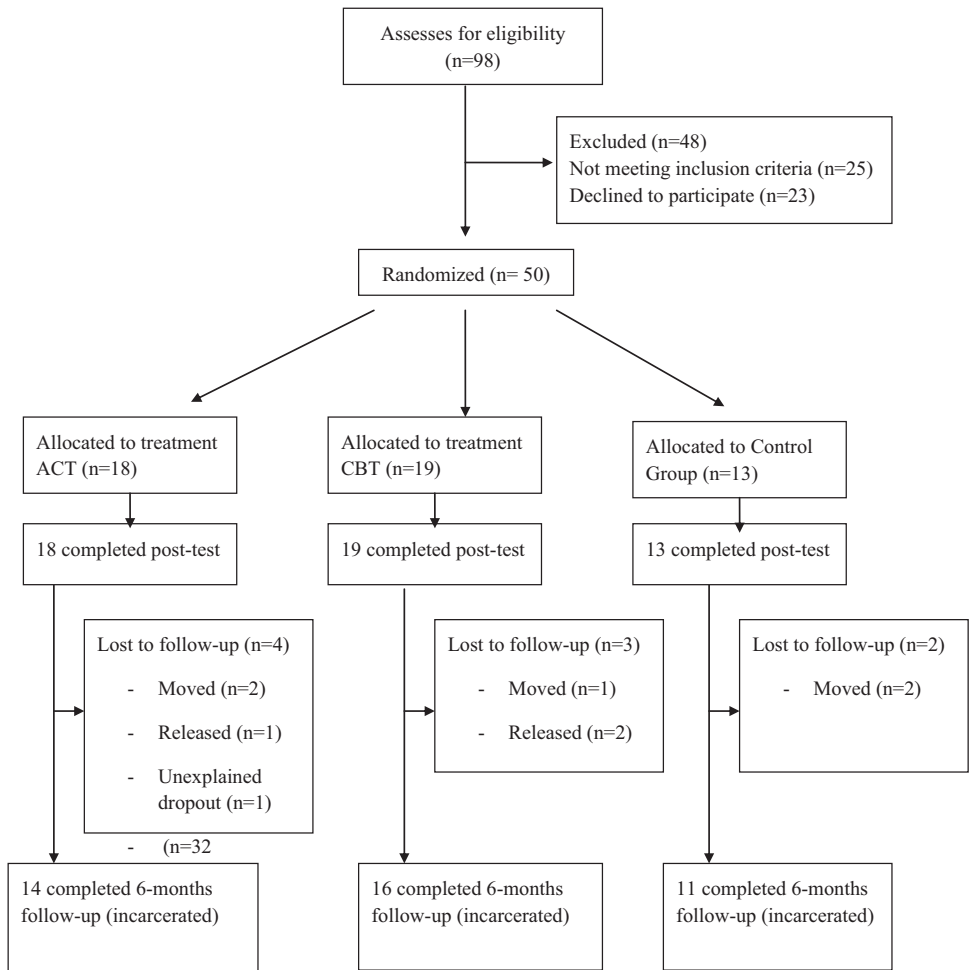 Assesses for eligibility
(n=98)
Excluded (n=48)
Not meeting inclusion criteria (n=25)
Declined to participate (n=23)
Randomized (n= 50)
Allocated to treatment
ACT (n=18)
Allocated to treatment
CBT (n=19)
Allocated to Control
Group (n=13)
18 completed post-test
19 completed post-test
13 completed post-test
Lost to follow-up (n=4)
- Moved (n=2)
- Released (n=1)
- Unexplained
dropout (n=1)
- (n=32
Lost to follow-up (n=3)
- Moved (n=1)
- Released (n=2)
Lost to follow-up (n=2)
- Moved (n=2)
14 completed 6-months
follow-up (incarcerated)
16 completed 6-months
follow-up (incarcerated)
11 completed 6-months
follow-up (incarcerated)